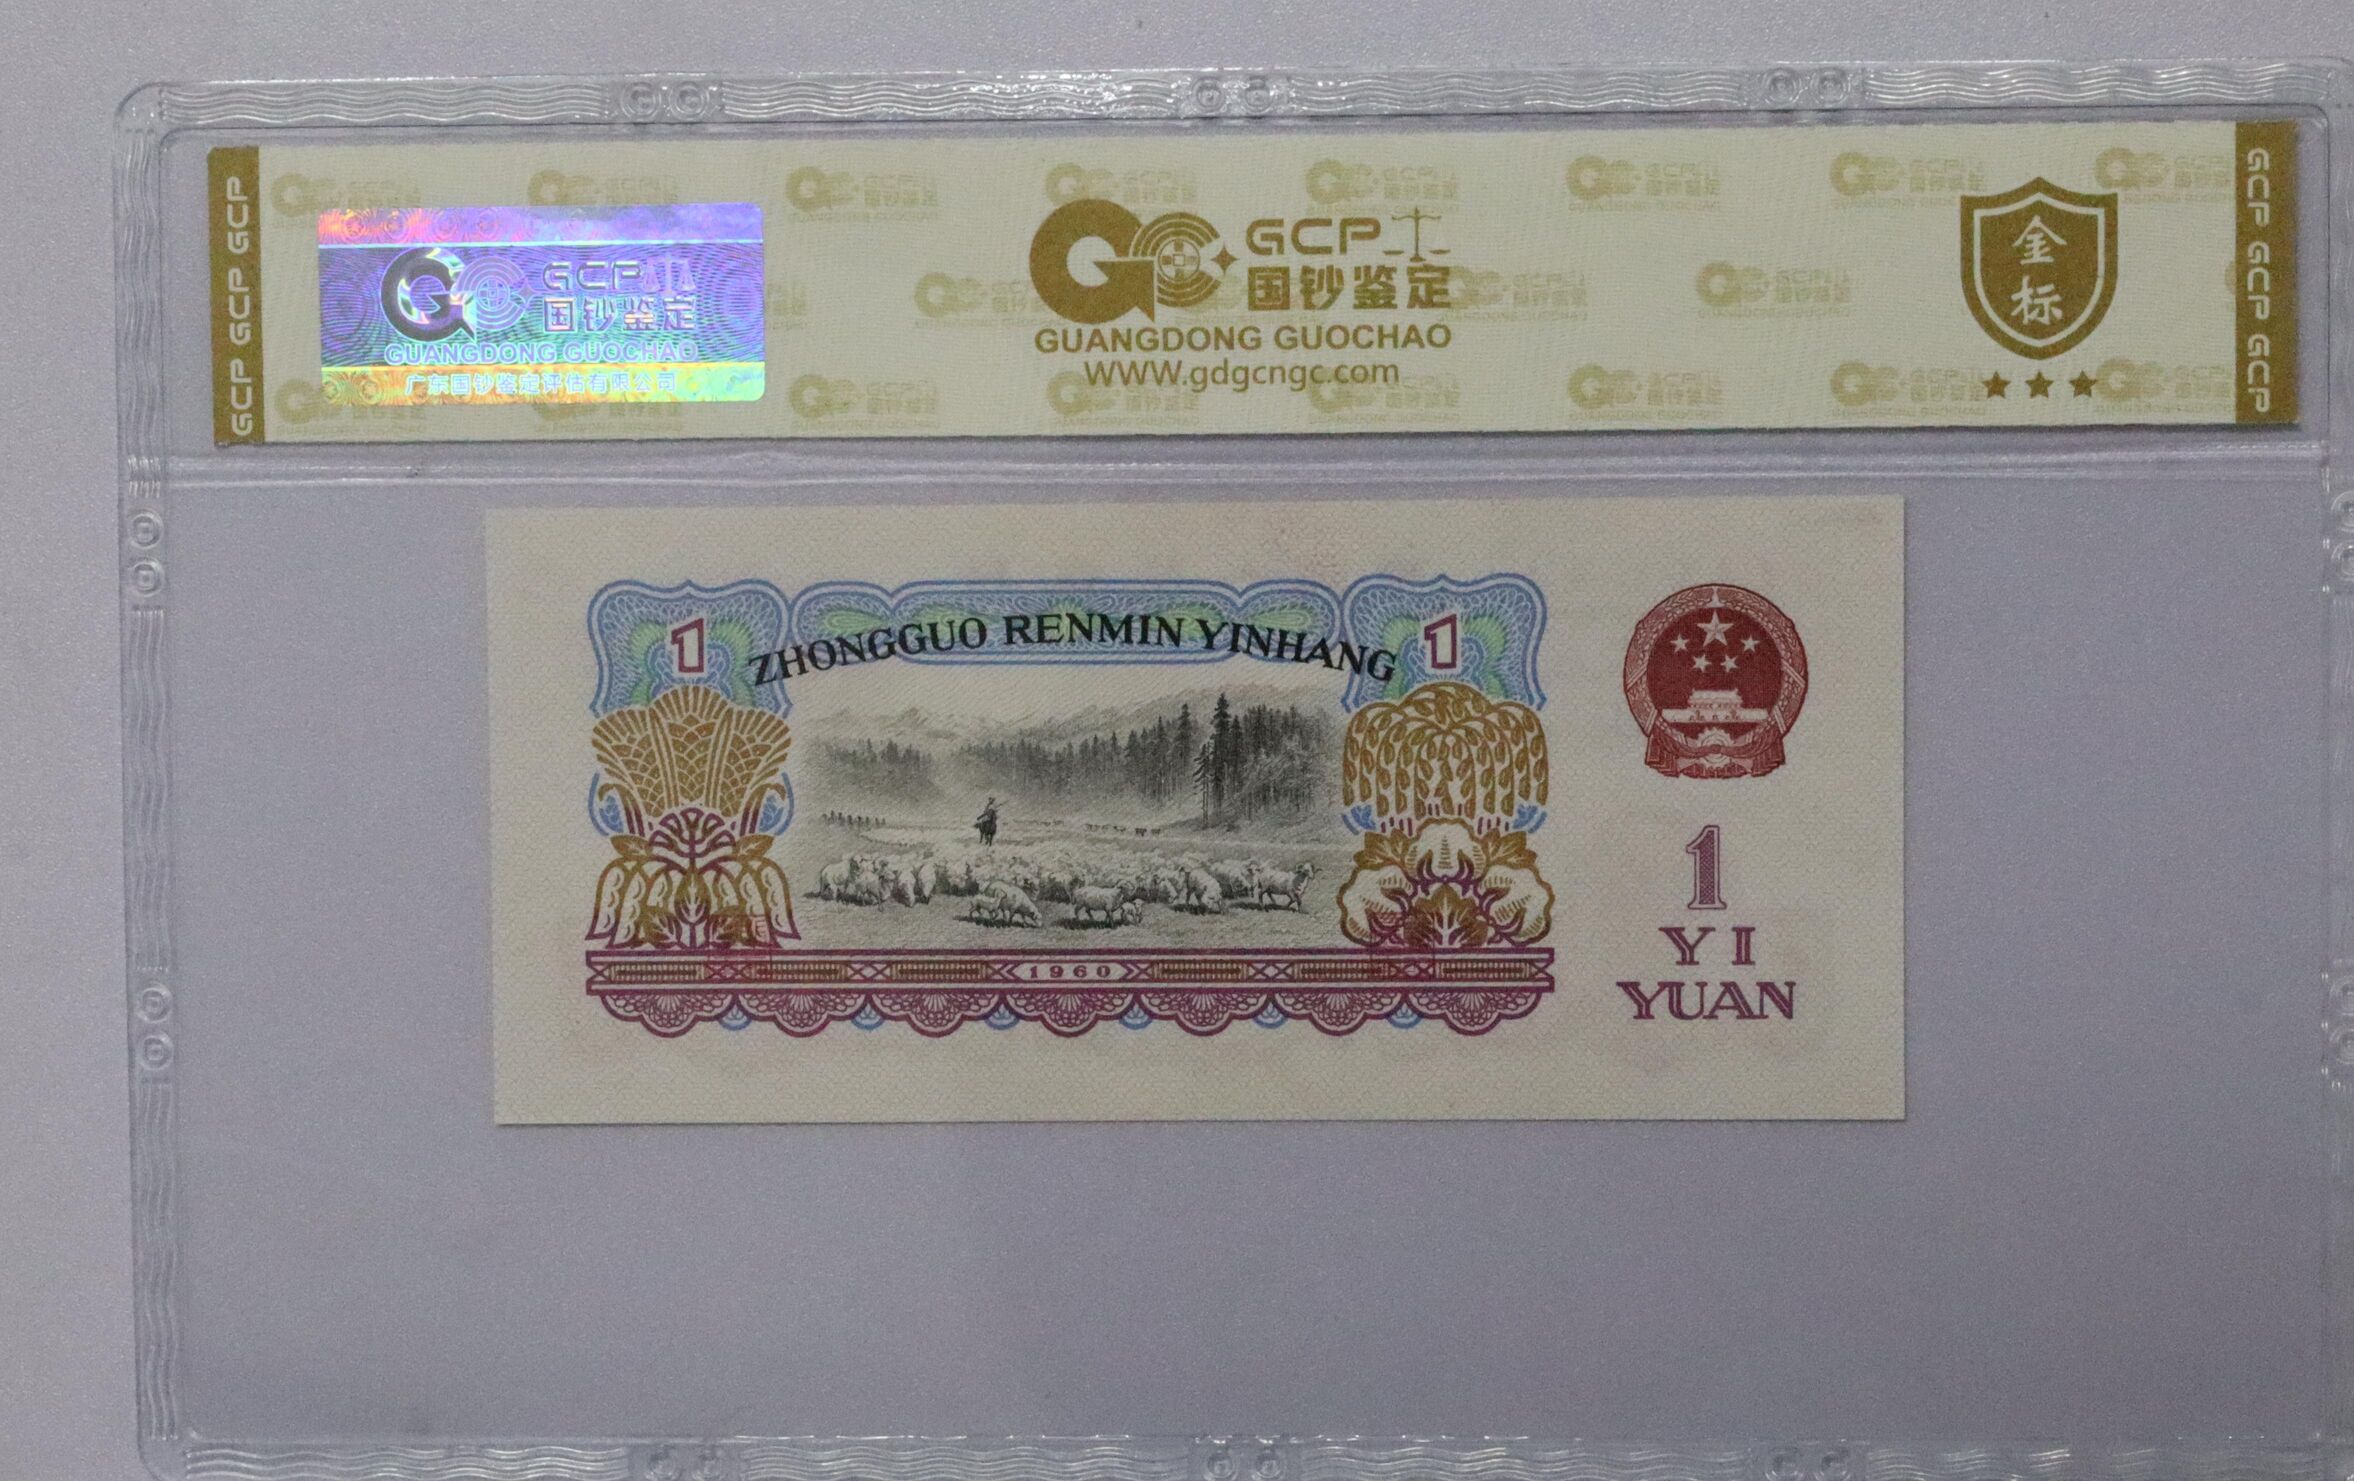 GCP GCP GCP
GCP
国钞鉴定
GUANGDONG GUOCHAO
广东国钞鉴定评估有限公司
GCP
国钞鉴定
GUANGDONG GUOCHAO
www.gdgcngc.com
金
标
GCP GCP GCP
1
ZHONGGUO RENMIN YINHANG
1
1960
1
YI
YUAN